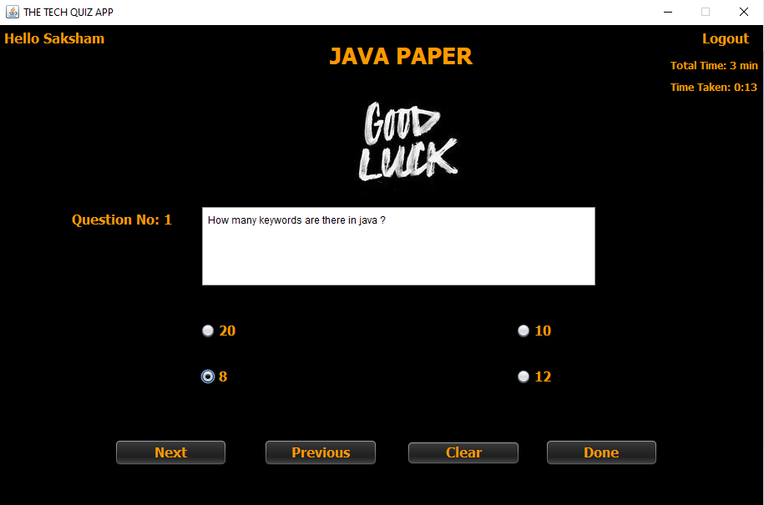 THE TECH QUIZ APP
Hello Saksham
Logout
JAVA PAPER
Total Time: 3 min
Time Taken: 0:13
GOOD
LUCK
Question No: 1
How many keywords are there in java ?
20
10
8
12
Next
Previous
Clear
Done